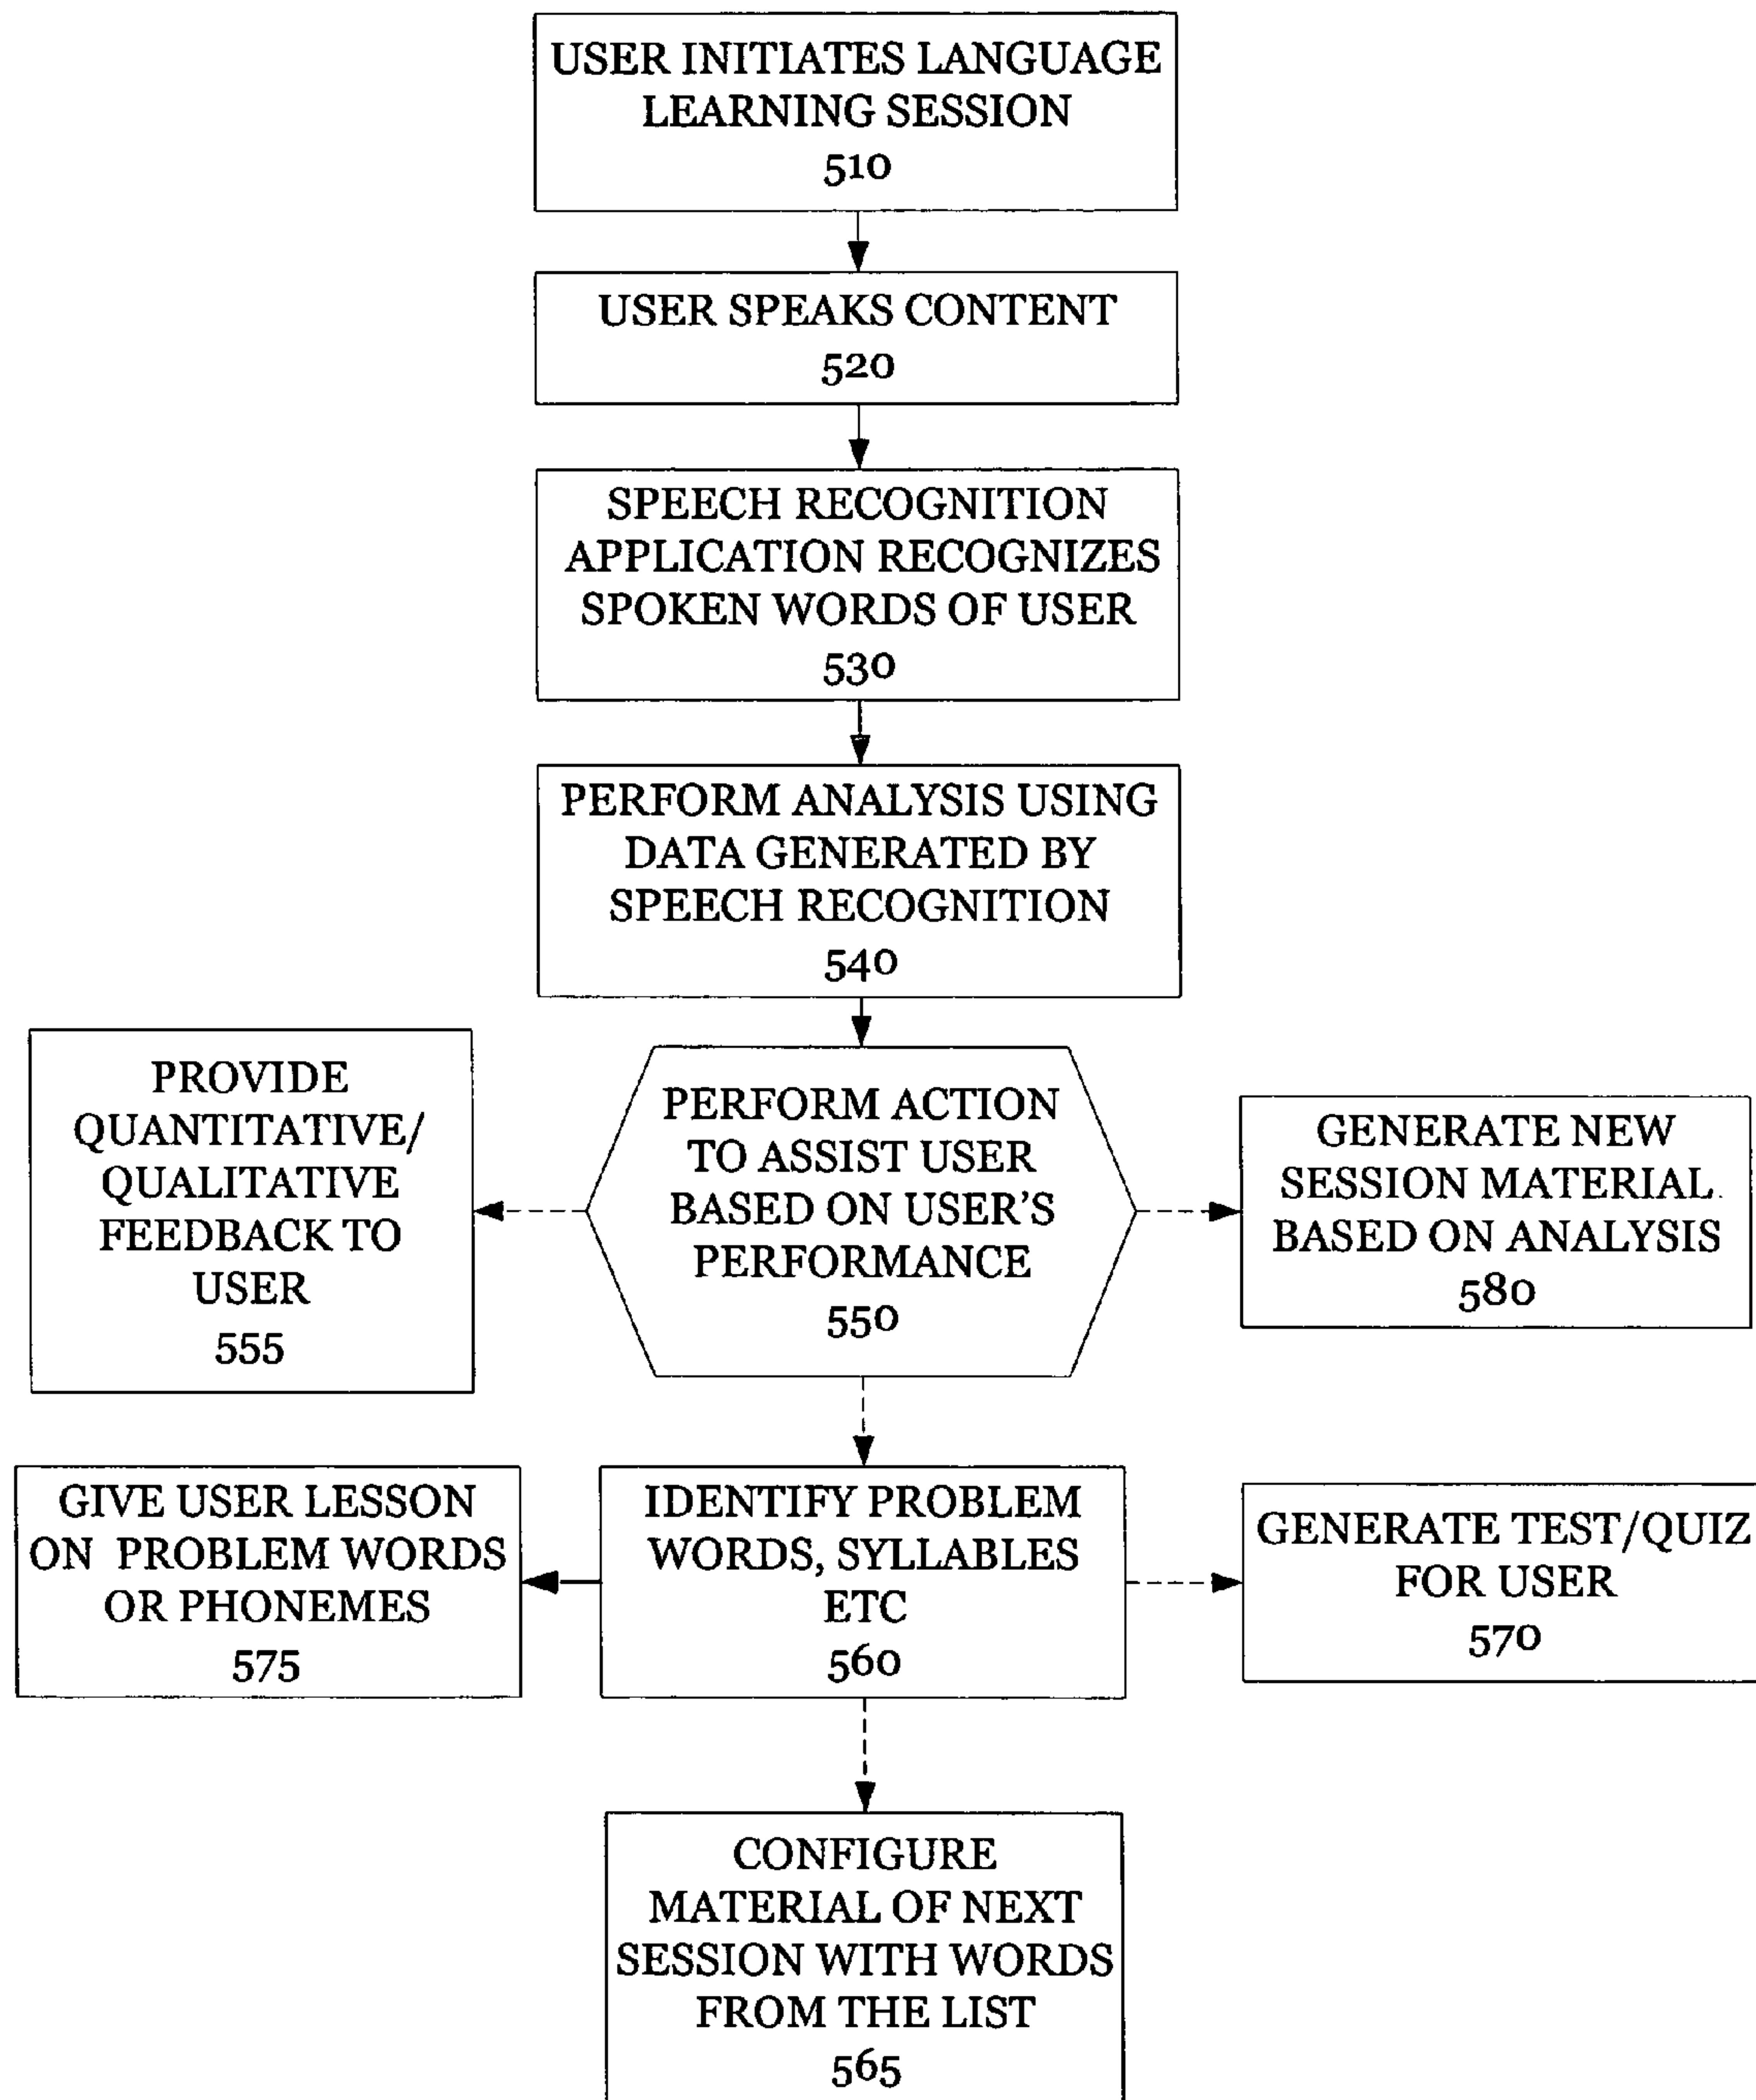 USER INITIATES LANGUAGE
LEARNING SESSION
510
USER SPEAKS CONTENT
520
SPEECH RECOGNITION
APPLICATION RECOGNIZES
SPOKEN WORDS OF USER
530
PERFORM ANALYSIS USING
DATA GENERATED BY
SPEECH RECOGNITION
540
PROVIDE
QUANTITATIVE/
QUALITATIVE
FEEDBACK TO
USER
555
PERFORM ACTION
TO ASSIST USER
BASED ON USER'S
PERFORMANCE
550
GENERATE NEW
SESSION MATERIAL
BASED ON ANALYSIS
580
GIVE USER LESSON
ON PROBLEM WORDS
OR PHONEMES
575
IDENTIFY PROBLEM
WORDS, SYLLABLES
ETC
560
GENERATE TEST/QUIZ
FOR USER
570
CONFIGURE
MATERIAL OF NEXT
SESSION WITH WORDS
FROM THE LIST
565